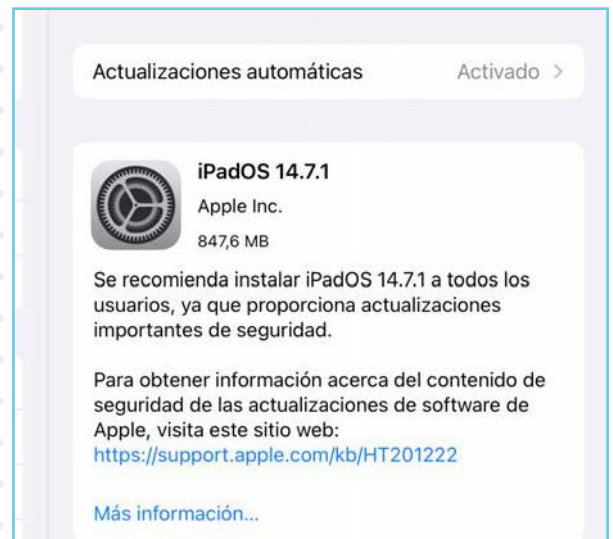 Actualizaciones automáticas Activado >
iPadOS 14.7.1
Apple Inc.
847,6 MB
Se recomienda instalar iPadOS 14.7.1 a todos los
usuarios, ya que proporciona actualizaciones
importantes de seguridad.
Para obtener información acerca del contenido de
seguridad de las actualizaciones de software de
Apple, visita este sitio web:
https://support.apple.com/kb/HT201222
Más información...